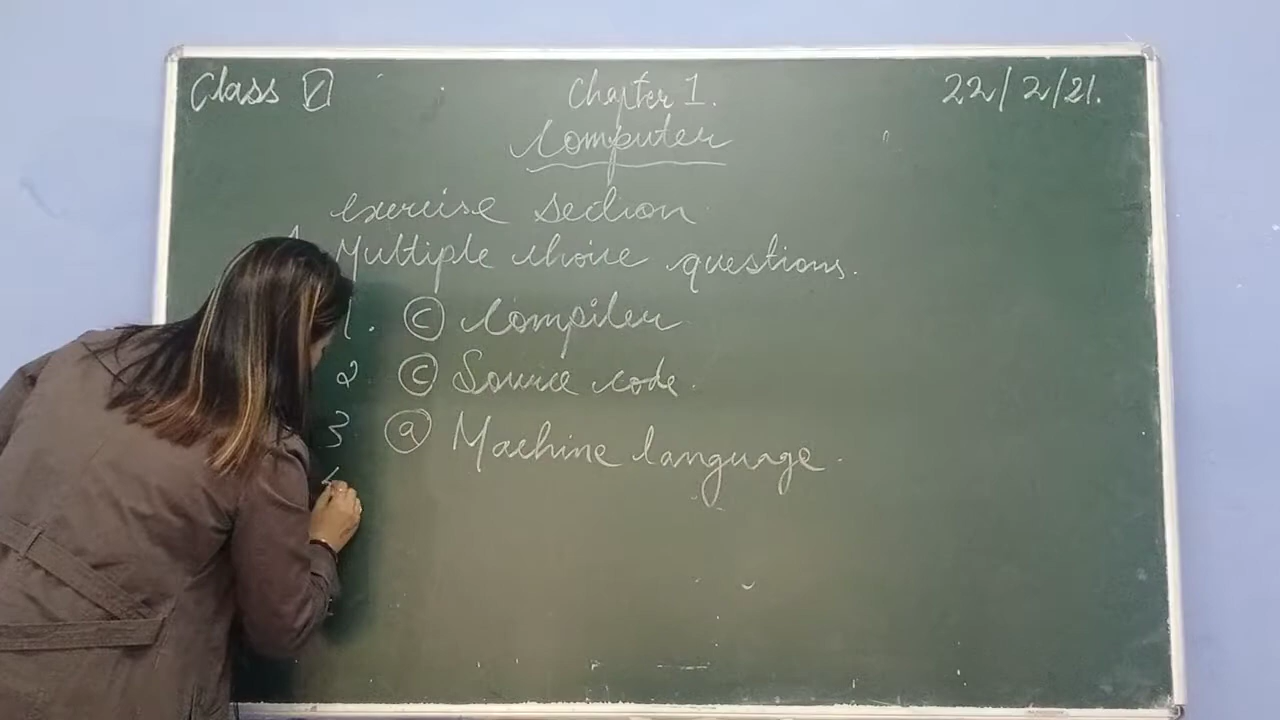 Class V
Chapter 1.
22/2/21.
Computer
exercise section
A. Multiple choice questions.
1. (c) Compiler
2 (c) Source code.
3 (a) Machine language.
4